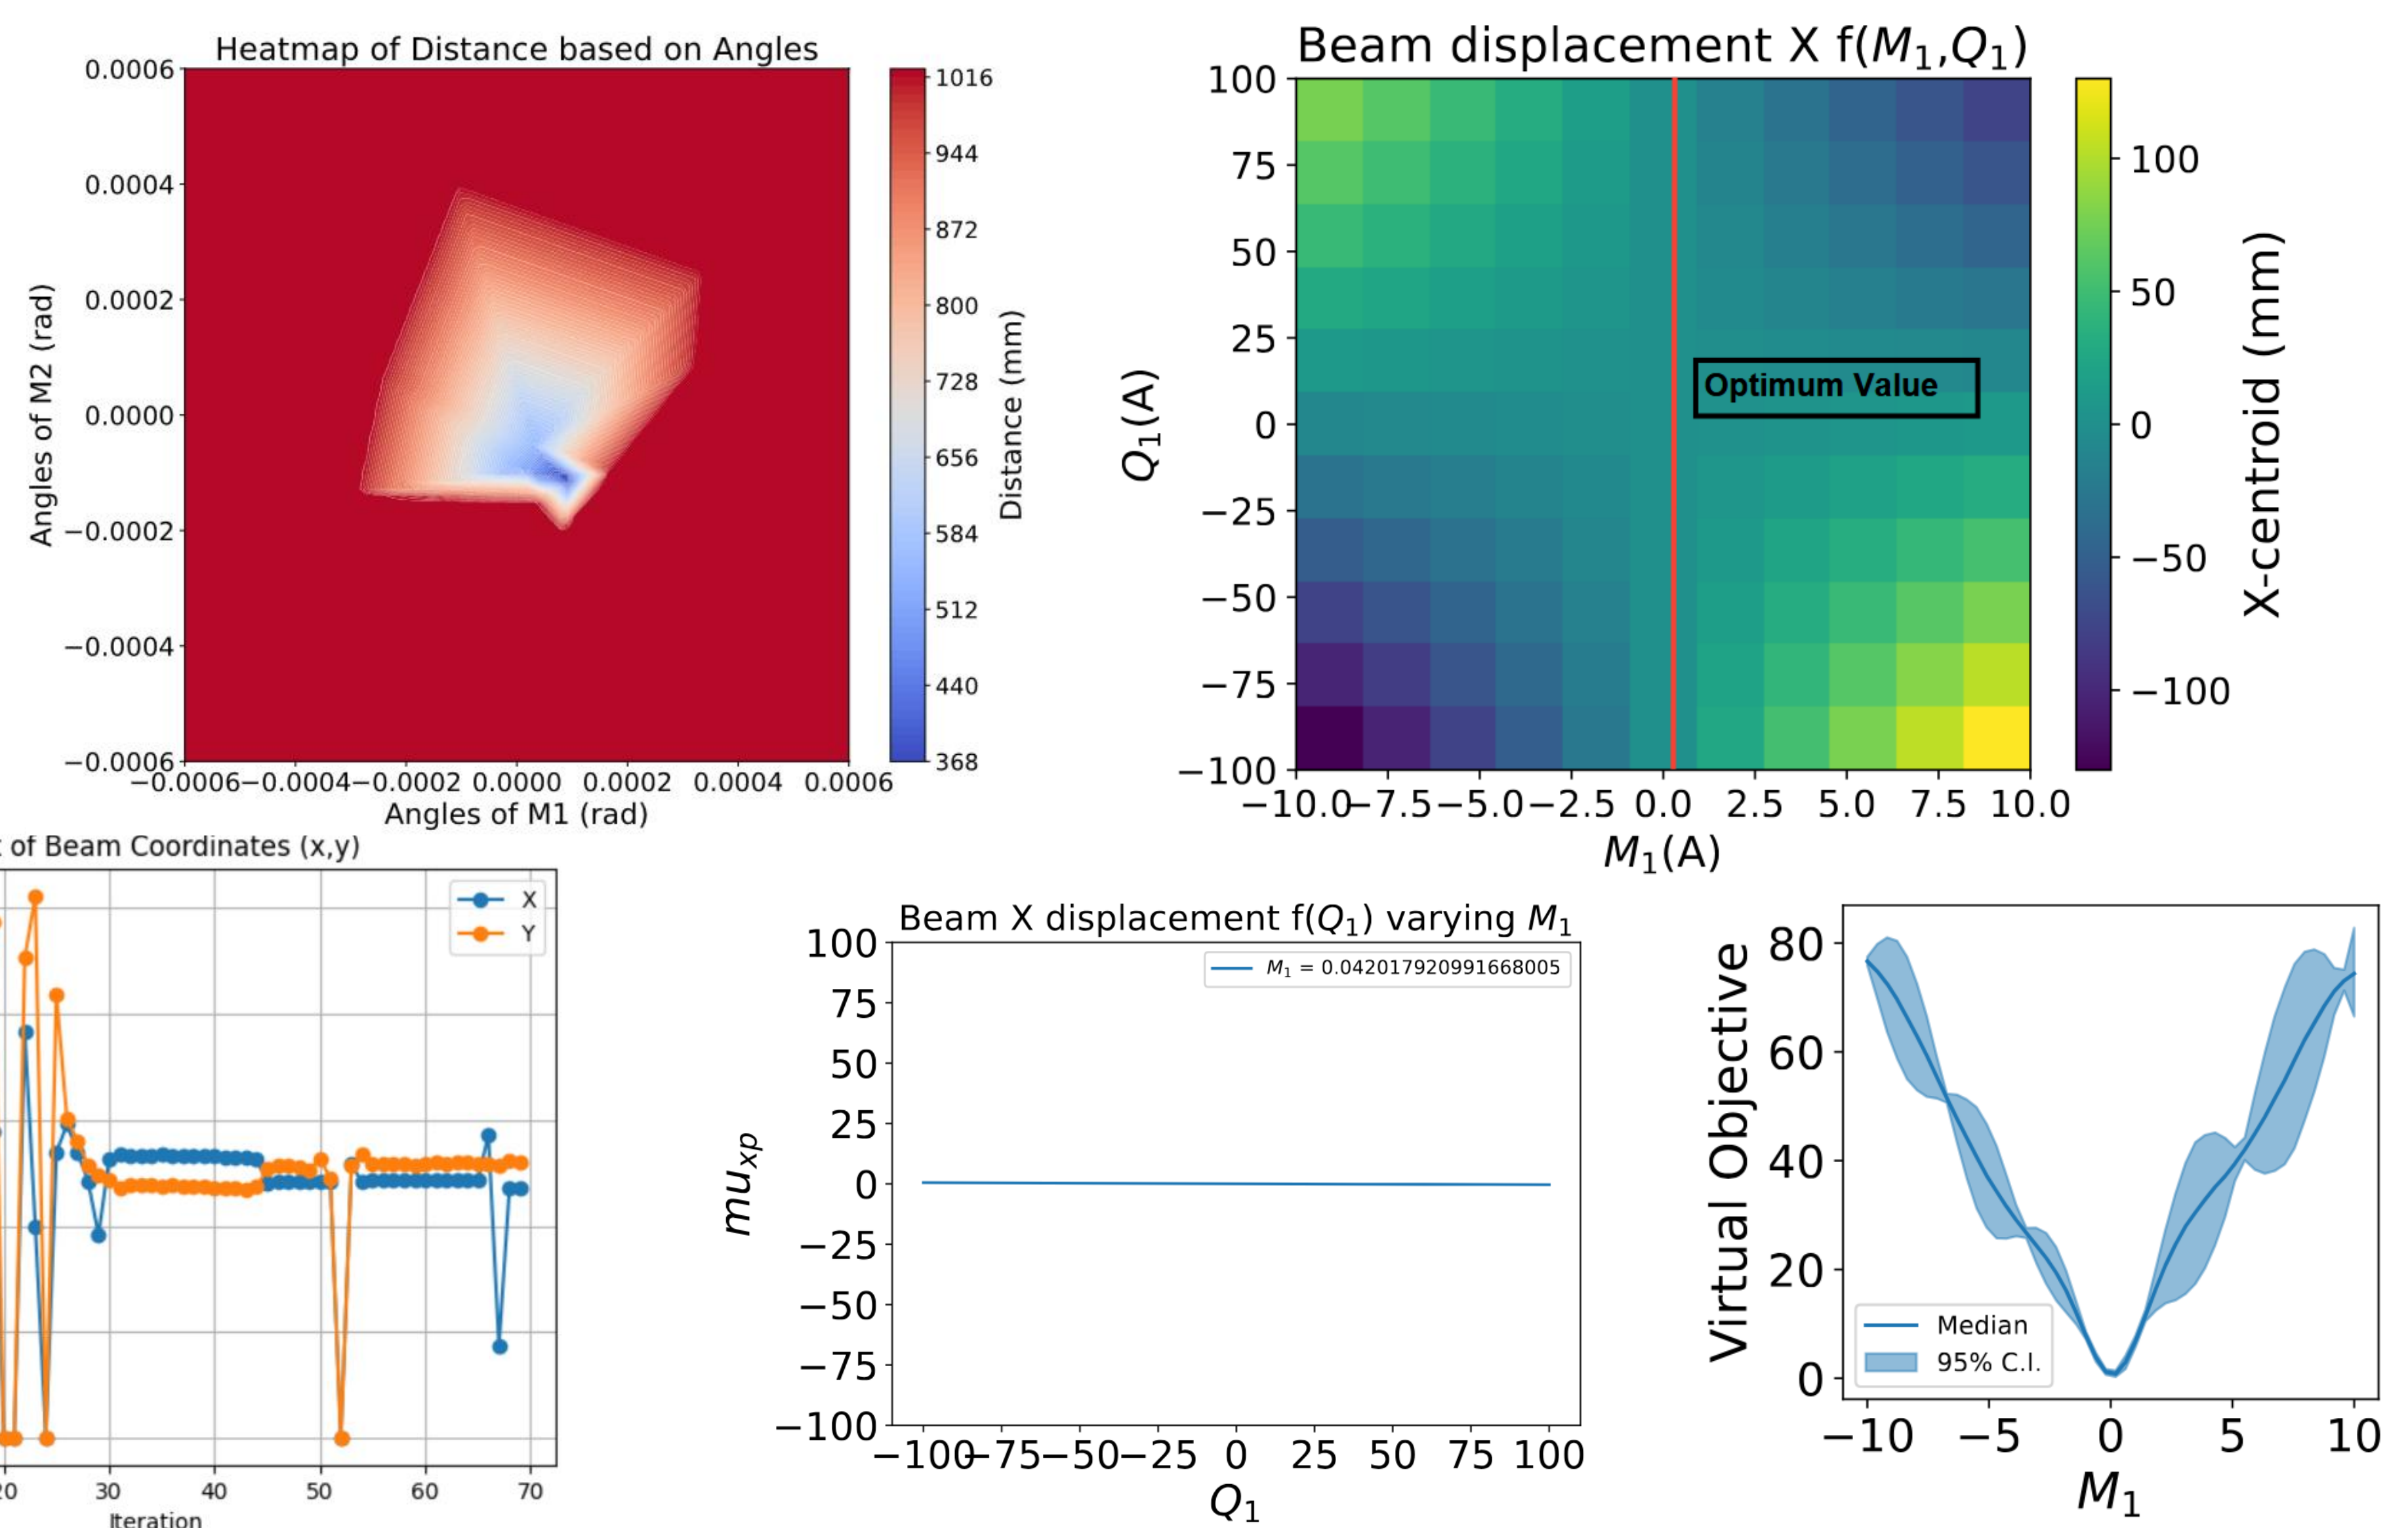 Heatmap of Distance based on Angles
0.0006
0.0004
0.0002
0.0000
−0.0002
−0.0004
−0.0006
Angles of M2 (rad)
−0.0006 −0.0004 −0.0002 0.0000 0.0002 0.0004 0.0006
Angles of M1 (rad)
1016
944
872
800
728
656
584
512
440
368
Distance (mm)
Beam displacement X f(M₁,Q₁)
100
75
50
25
0
−25
−50
−75
−100
Q₁(A)
Optimum Value
−10.0 −7.5 −5.0 −2.5 0.0 2.5 5.0 7.5 10.0
M₁(A)
100
50
0
−50
−100
X-centroid (mm)
of Beam Coordinates (x,y)
X
Y
30 40 50 60 70
Iteration
Beam X displacement f(Q₁) varying M₁
M₁ = 0.042017920991668005
100
75
50
25
0
−25
−50
−75
−100
mu_xp
−100 −75 −50 −25 0 25 50 75 100
Q₁
80
60
40
20
0
Virtual Objective
Median
95% C.I.
−10 −5 0 5 10
M₁